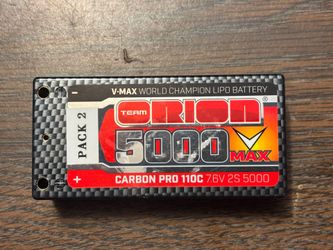 V-MAX WORLD CHAMPION LIPO BATTERY
TEAM
ORION®
PACK 2
5000
V
MAX
CARBON PRO 110C 7.6V 2S 5000
-
+